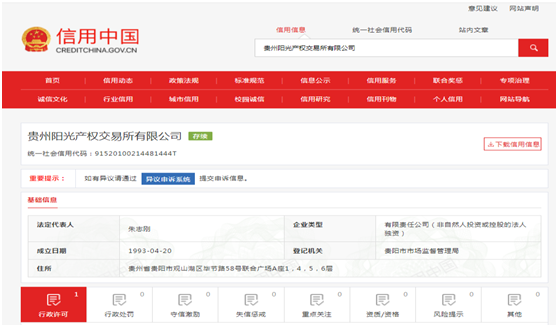 意见建议 网站声明
信用中国
CREDITCHINA.GOV.CN
信用信息 统一社会信用代码 站内文章
贵州阳光产权交易所有限公司
首页 信用动态 政策法规 标准规范 信息公示 信用服务 联合奖惩 专项治理
诚信文化 行业信用 城市信用 校园诚信 信用研究 信用刊物 个人信用 网站导航
贵州阳光产权交易所有限公司 存续
下载信用信息
统一社会信用代码：91520100214481444T
重要提示： 如有异议请通过 异议申诉系统 提交申诉信息。
基础信息
法定代表人 朱志刚 企业类型 有限责任公司（非自然人投资或控股的法人独资）
成立日期 1993-04-20 登记机关 贵阳市市场监督管理局
住所 贵州省贵阳市观山湖区毕节路58号联合广场A座1，4，5，6层
1 0 0 0 0 0 0 0
行政许可 行政处罚 守信激励 失信惩戒 重点关注 资质/资格 风险提示 其他